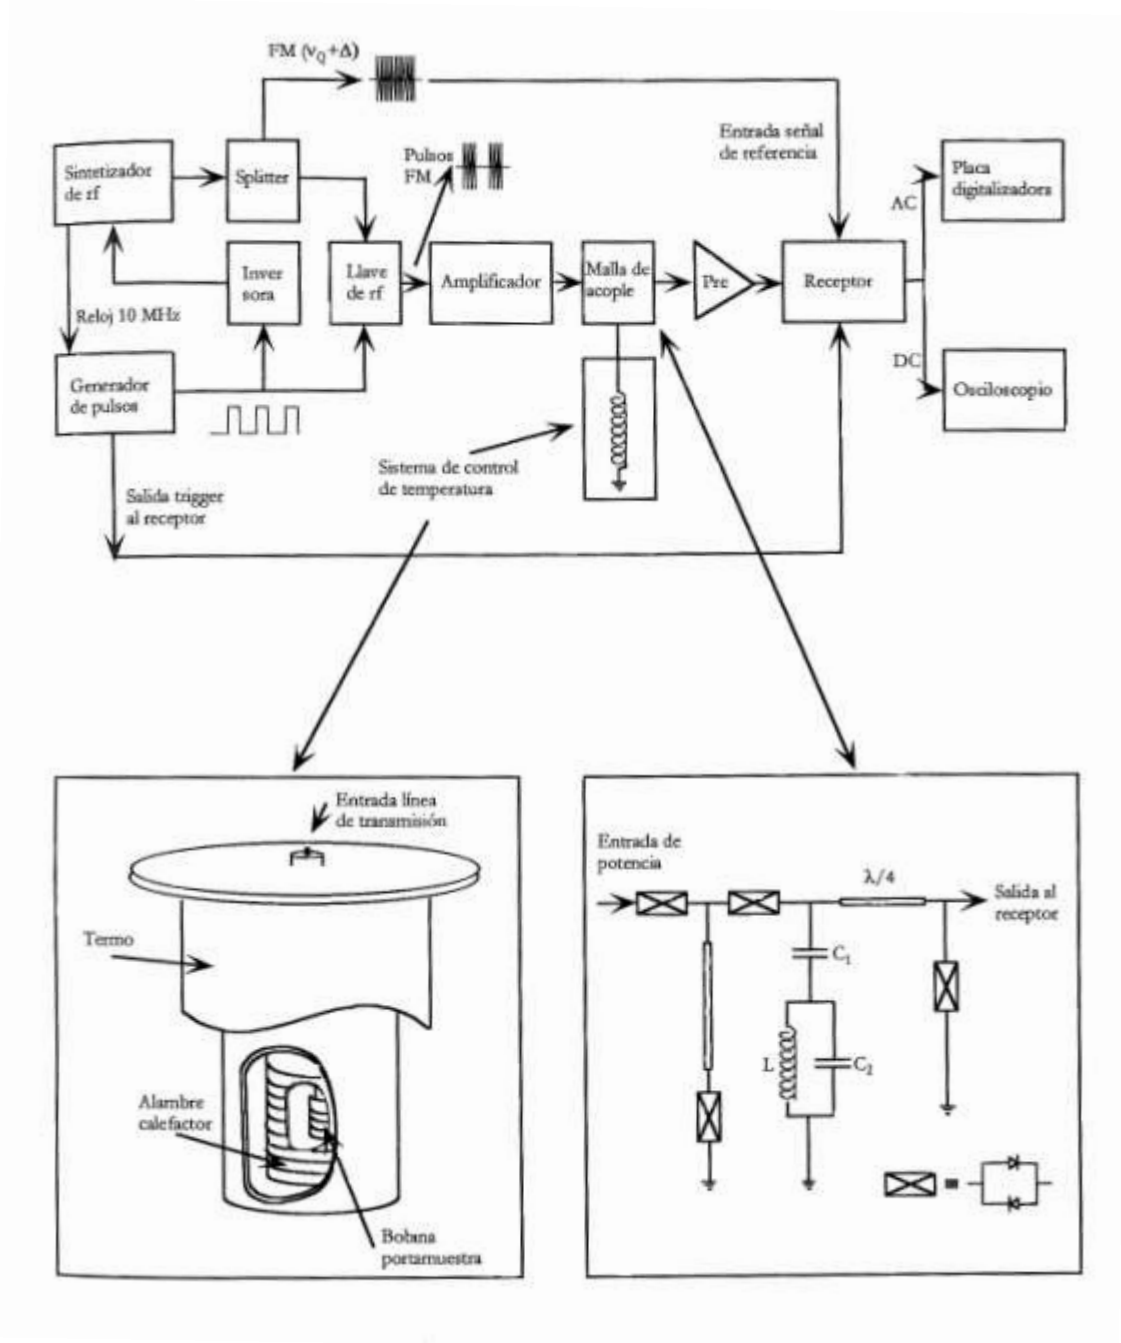 FM (νQ+Δ)
Entrada señal
de referencia
Pulsos
FM
Sintetizador
de rf
Splitter
Placa
digitalizadora
AC
Inver
sora
Llave
de rf
Amplificador
Malla de
acople
Pre
Receptor
Reloj 10 MHz
Generador
de pulsos
DC
Osciloscopio
Sistema de control
de temperatura
Salida trigger
al receptor
Entrada línea
de transmisión
Termo
Alambre
calefactor
Bobina
portamuestra
Entrada de
potencia
λ/4
Salida al
receptor
C1
L
C2